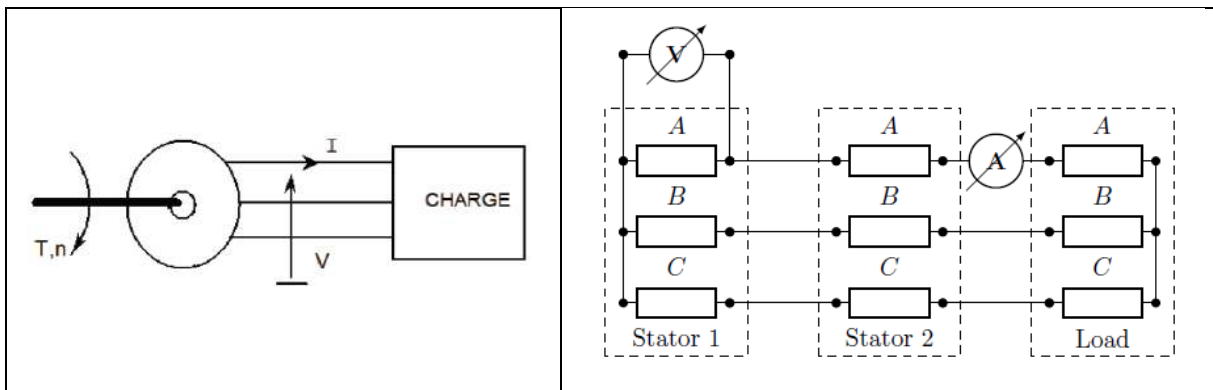 I
CHARGE
T,n
V
V
A A A A
B B B
C C C
Stator 1 Stator 2 Load